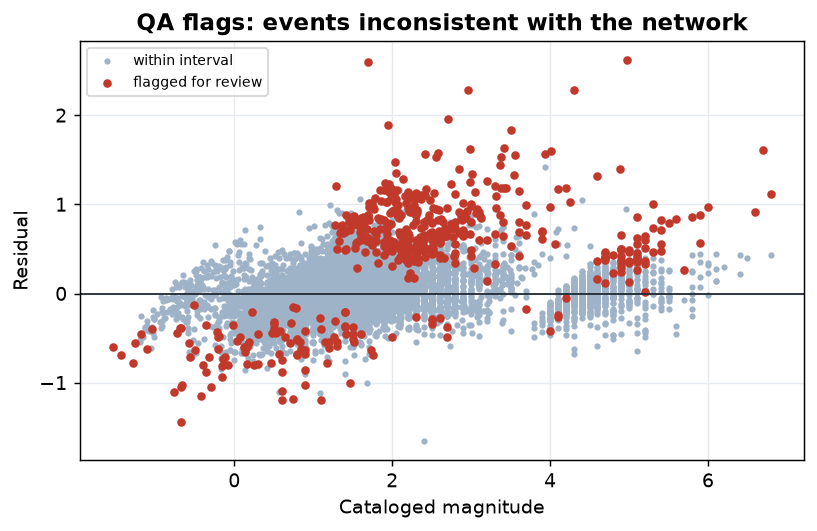 QA flags: events inconsistent with the network
within interval
flagged for review
2
1
0
−1
Residual
0
2
4
6
Cataloged magnitude